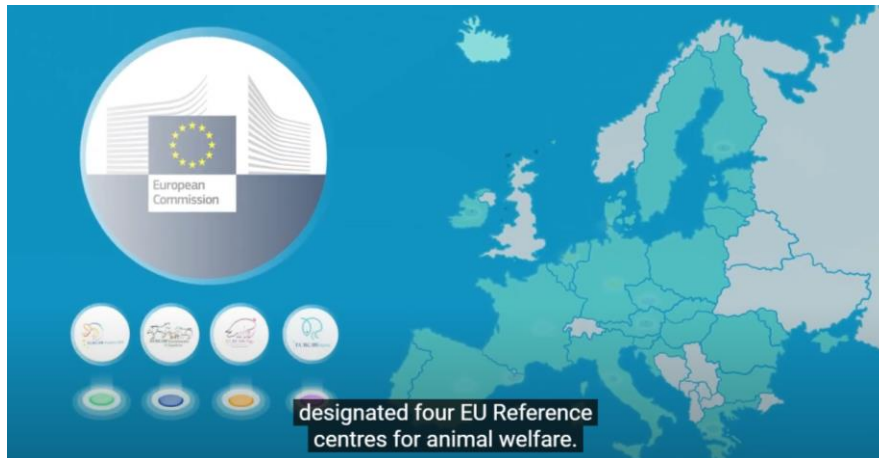 European
Commission
designated four EU Reference
centres for animal welfare.